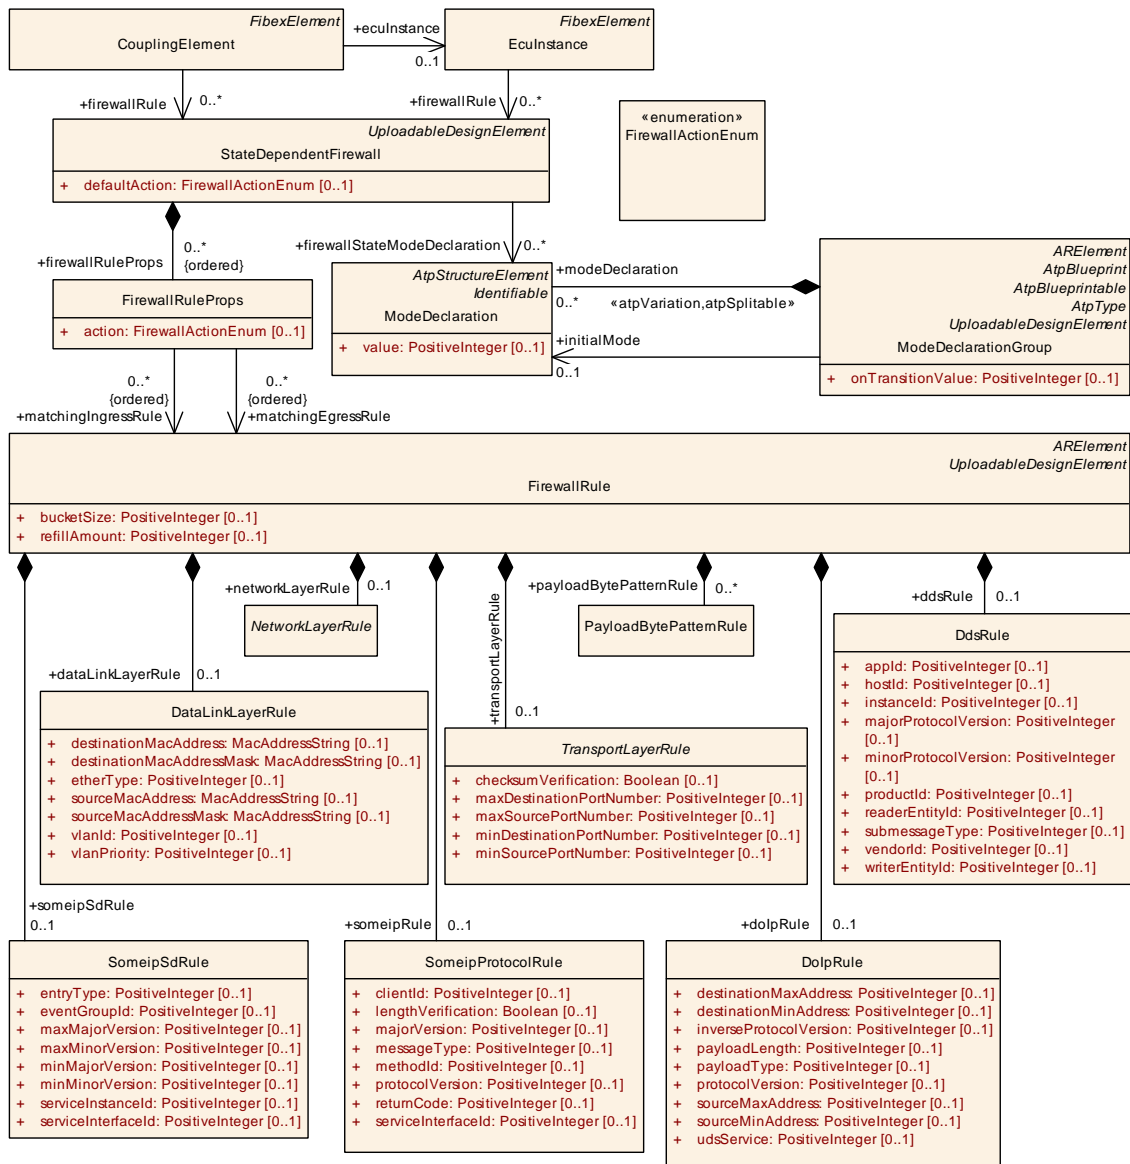 FibexElement
CouplingElement
+ecuInstance
0..1
FibexElement
EcuInstance
+firewallRule
0..*
+firewallRule
0..*
UploadableDesignElement
StateDependentFirewall
+ defaultAction: FirewallActionEnum [0..1]
«enumeration»
FirewallActionEnum
+firewallRuleProps
0..*
{ordered}
+firewallStateModeDeclaration
0..*
FirewallRuleProps
+ action: FirewallActionEnum [0..1]
AtpStructureElement
Identifiable
ModeDeclaration
+ value: PositiveInteger [0..1]
+modeDeclaration
0..*
«atpVariation,atpSplitable»
+initialMode
0..1
ARElement
AtpBlueprint
AtpBlueprintable
AtpType
UploadableDesignElement
ModeDeclarationGroup
+ onTransitionValue: PositiveInteger [0..1]
0..*
{ordered}
+matchingIngressRule
0..*
{ordered}
+matchingEgressRule
ARElement
UploadableDesignElement
FirewallRule
+ bucketSize: PositiveInteger [0..1]
+ refillAmount: PositiveInteger [0..1]
+networkLayerRule
0..1
NetworkLayerRule
+payloadBytePatternRule
0..*
PayloadBytePatternRule
+ddsRule
0..1
DdsRule
+ appId: PositiveInteger [0..1]
+ hostId: PositiveInteger [0..1]
+ instanceId: PositiveInteger [0..1]
+ majorProtocolVersion: PositiveInteger
[0..1]
+ minorProtocolVersion: PositiveInteger
[0..1]
+ productId: PositiveInteger [0..1]
+ readerEntityId: PositiveInteger [0..1]
+ submessageType: PositiveInteger [0..1]
+ vendorId: PositiveInteger [0..1]
+ writerEntityId: PositiveInteger [0..1]
+dataLinkLayerRule
0..1
DataLinkLayerRule
+ destinationMacAddress: MacAddressString [0..1]
+ destinationMacAddressMask: MacAddressString [0..1]
+ etherType: PositiveInteger [0..1]
+ sourceMacAddress: MacAddressString [0..1]
+ sourceMacAddressMask: MacAddressString [0..1]
+ vlanId: PositiveInteger [0..1]
+ vlanPriority: PositiveInteger [0..1]
+transportLayerRule
0..1
TransportLayerRule
+ checksumVerification: Boolean [0..1]
+ maxDestinationPortNumber: PositiveInteger [0..1]
+ maxSourcePortNumber: PositiveInteger [0..1]
+ minDestinationPortNumber: PositiveInteger [0..1]
+ minSourcePortNumber: PositiveInteger [0..1]
+someipSdRule
0..1
SomeipSdRule
+ entryType: PositiveInteger [0..1]
+ eventGroupId: PositiveInteger [0..1]
+ maxMajorVersion: PositiveInteger [0..1]
+ maxMinorVersion: PositiveInteger [0..1]
+ minMajorVersion: PositiveInteger [0..1]
+ minMinorVersion: PositiveInteger [0..1]
+ serviceInstanceId: PositiveInteger [0..1]
+ serviceInterfaceId: PositiveInteger [0..1]
+someipRule
0..1
SomeipProtocolRule
+ clientId: PositiveInteger [0..1]
+ lengthVerification: Boolean [0..1]
+ majorVersion: PositiveInteger [0..1]
+ messageType: PositiveInteger [0..1]
+ methodId: PositiveInteger [0..1]
+ protocolVersion: PositiveInteger [0..1]
+ returnCode: PositiveInteger [0..1]
+ serviceInterfaceId: PositiveInteger [0..1]
+doIpRule
0..1
DoIpRule
+ destinationMaxAddress: PositiveInteger [0..1]
+ destinationMinAddress: PositiveInteger [0..1]
+ inverseProtocolVersion: PositiveInteger [0..1]
+ payloadLength: PositiveInteger [0..1]
+ payloadType: PositiveInteger [0..1]
+ protocolVersion: PositiveInteger [0..1]
+ sourceMaxAddress: PositiveInteger [0..1]
+ sourceMinAddress: PositiveInteger [0..1]
+ udsService: PositiveInteger [0..1]